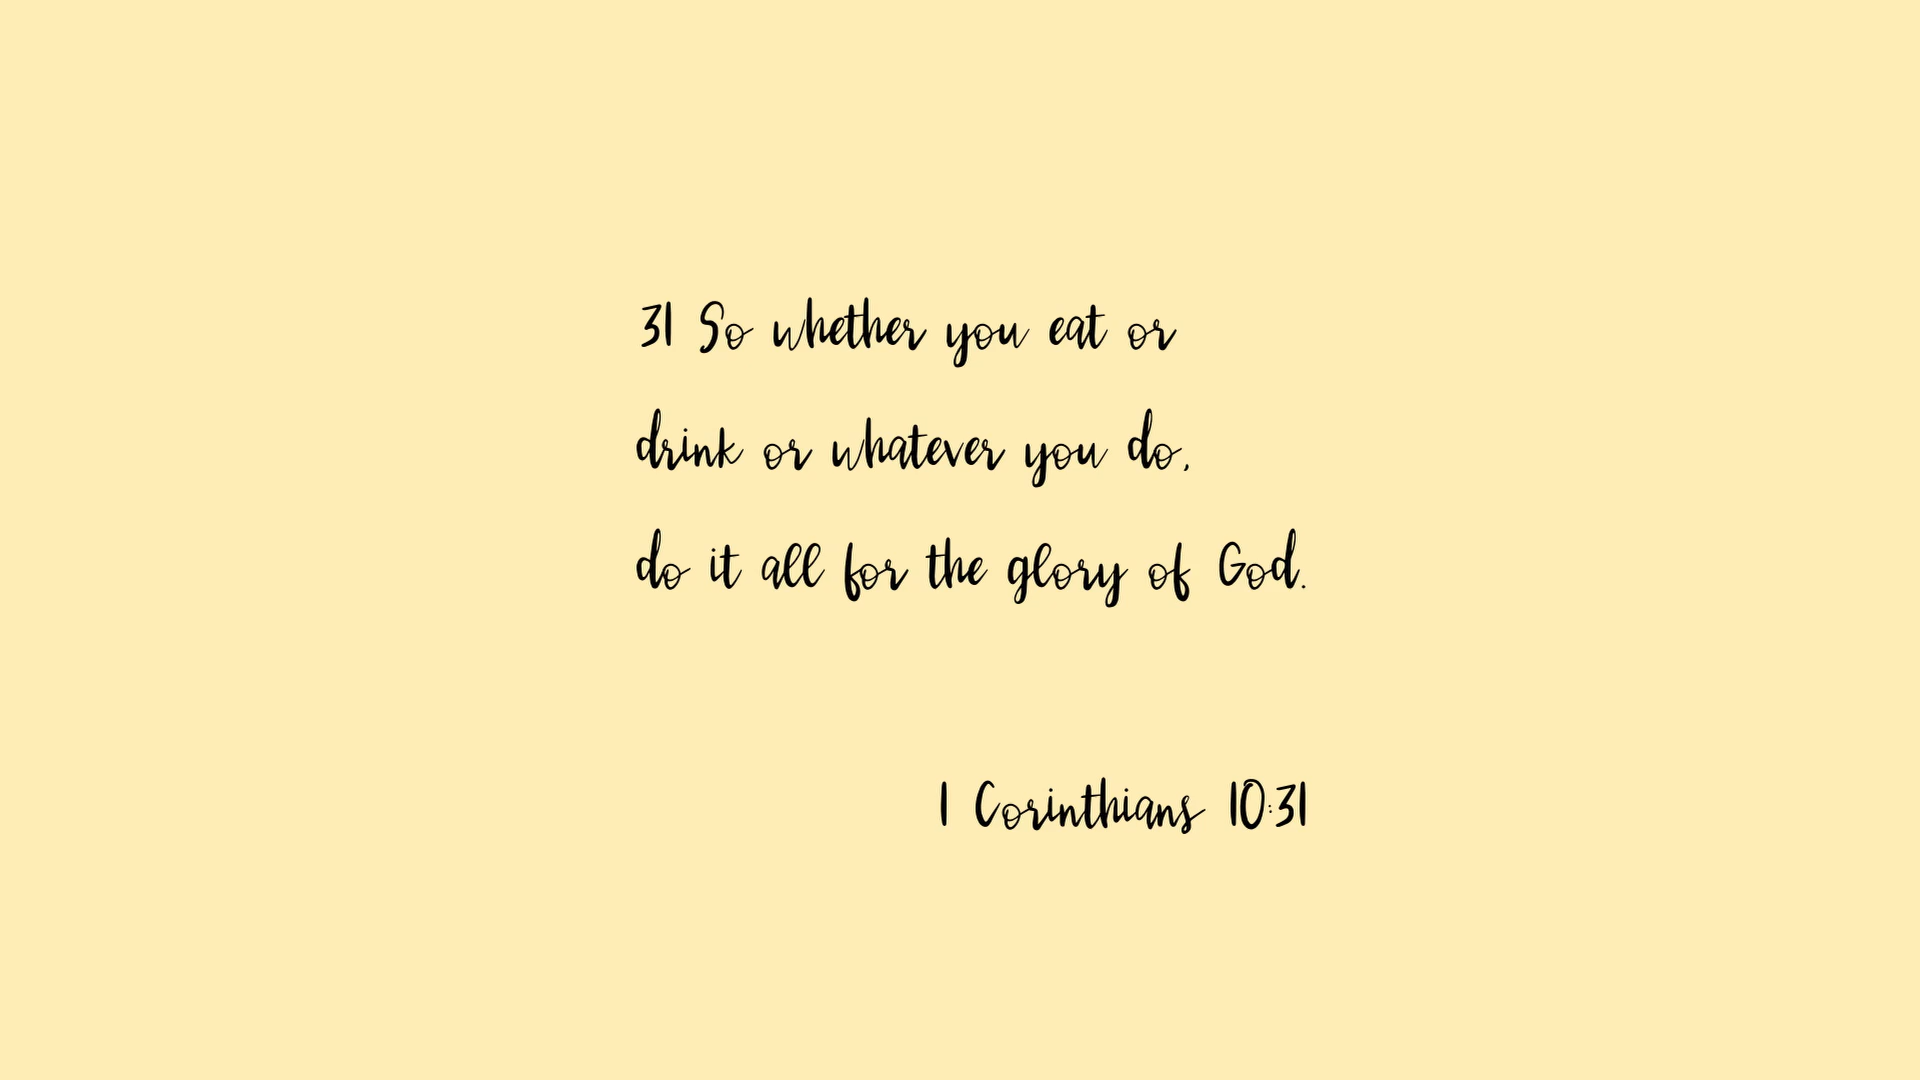 31 So whether you eat or
drink or whatever you do,
do it all for the glory of God.
1 Corinthians 10:31